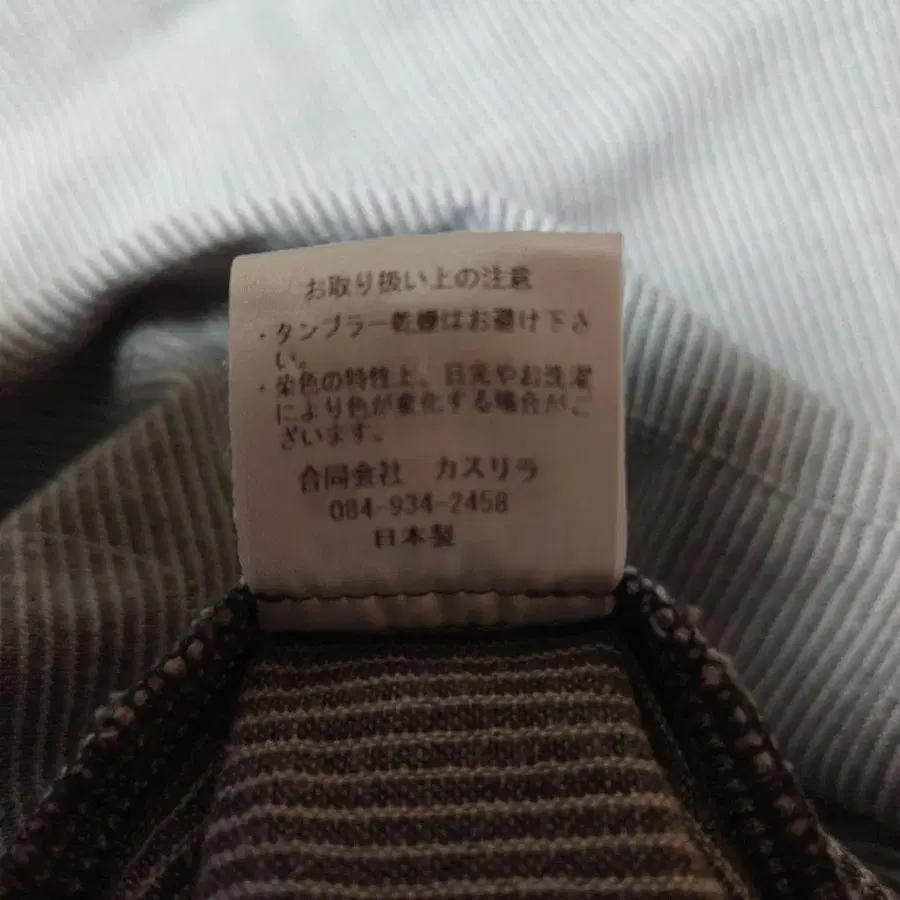 お取り扱い上の注意
・タンブラー乾燥はお避け下さ
い。
・染色の特性上、日光やお洗濯
により色が変化する場合がご
ざいます。
合同会社　カスリラ
084-934-2458
日本製